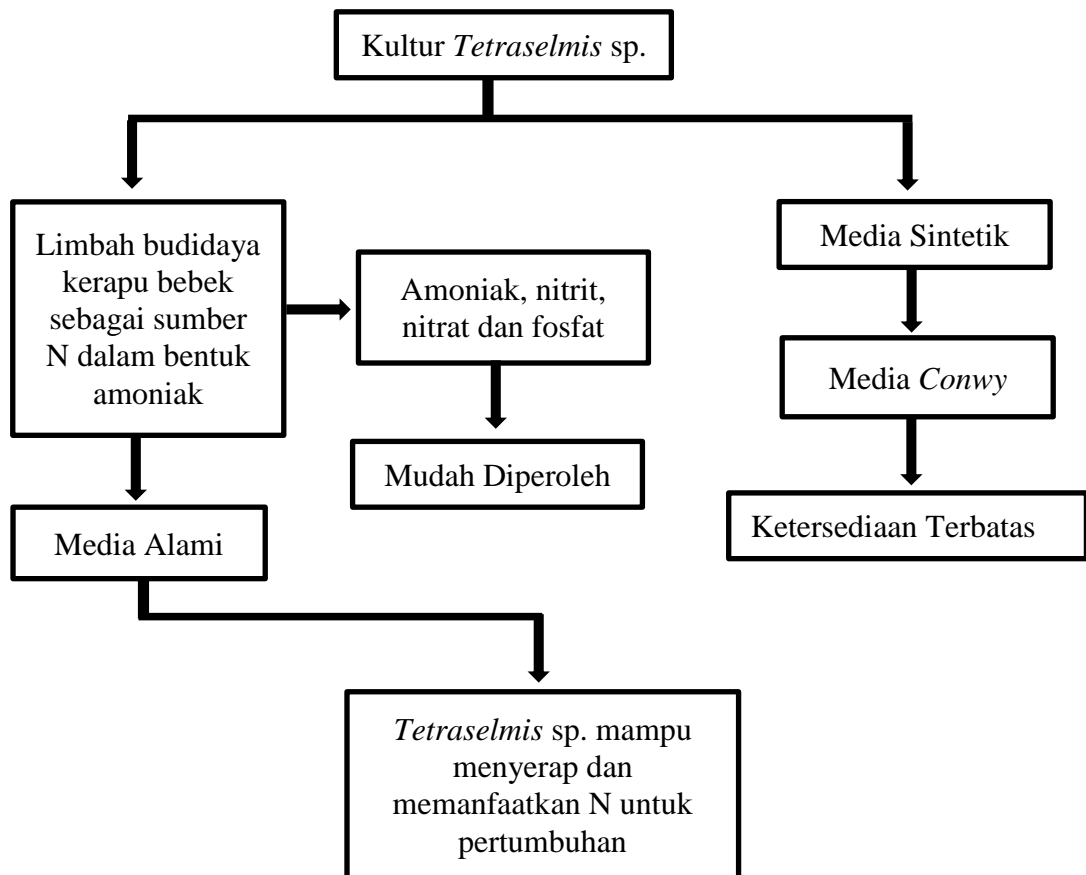 Kultur Tetraselmis sp.
Limbah budidaya
kerapu bebek
sebagai sumber
N dalam bentuk
amoniak
Amoniak, nitrit,
nitrat dan fosfat
Mudah Diperoleh
Media Alami
Media Sintetik
Media Conwy
Ketersediaan Terbatas
Tetraselmis sp. mampu
menyerap dan
memanfaatkan N untuk
pertumbuhan